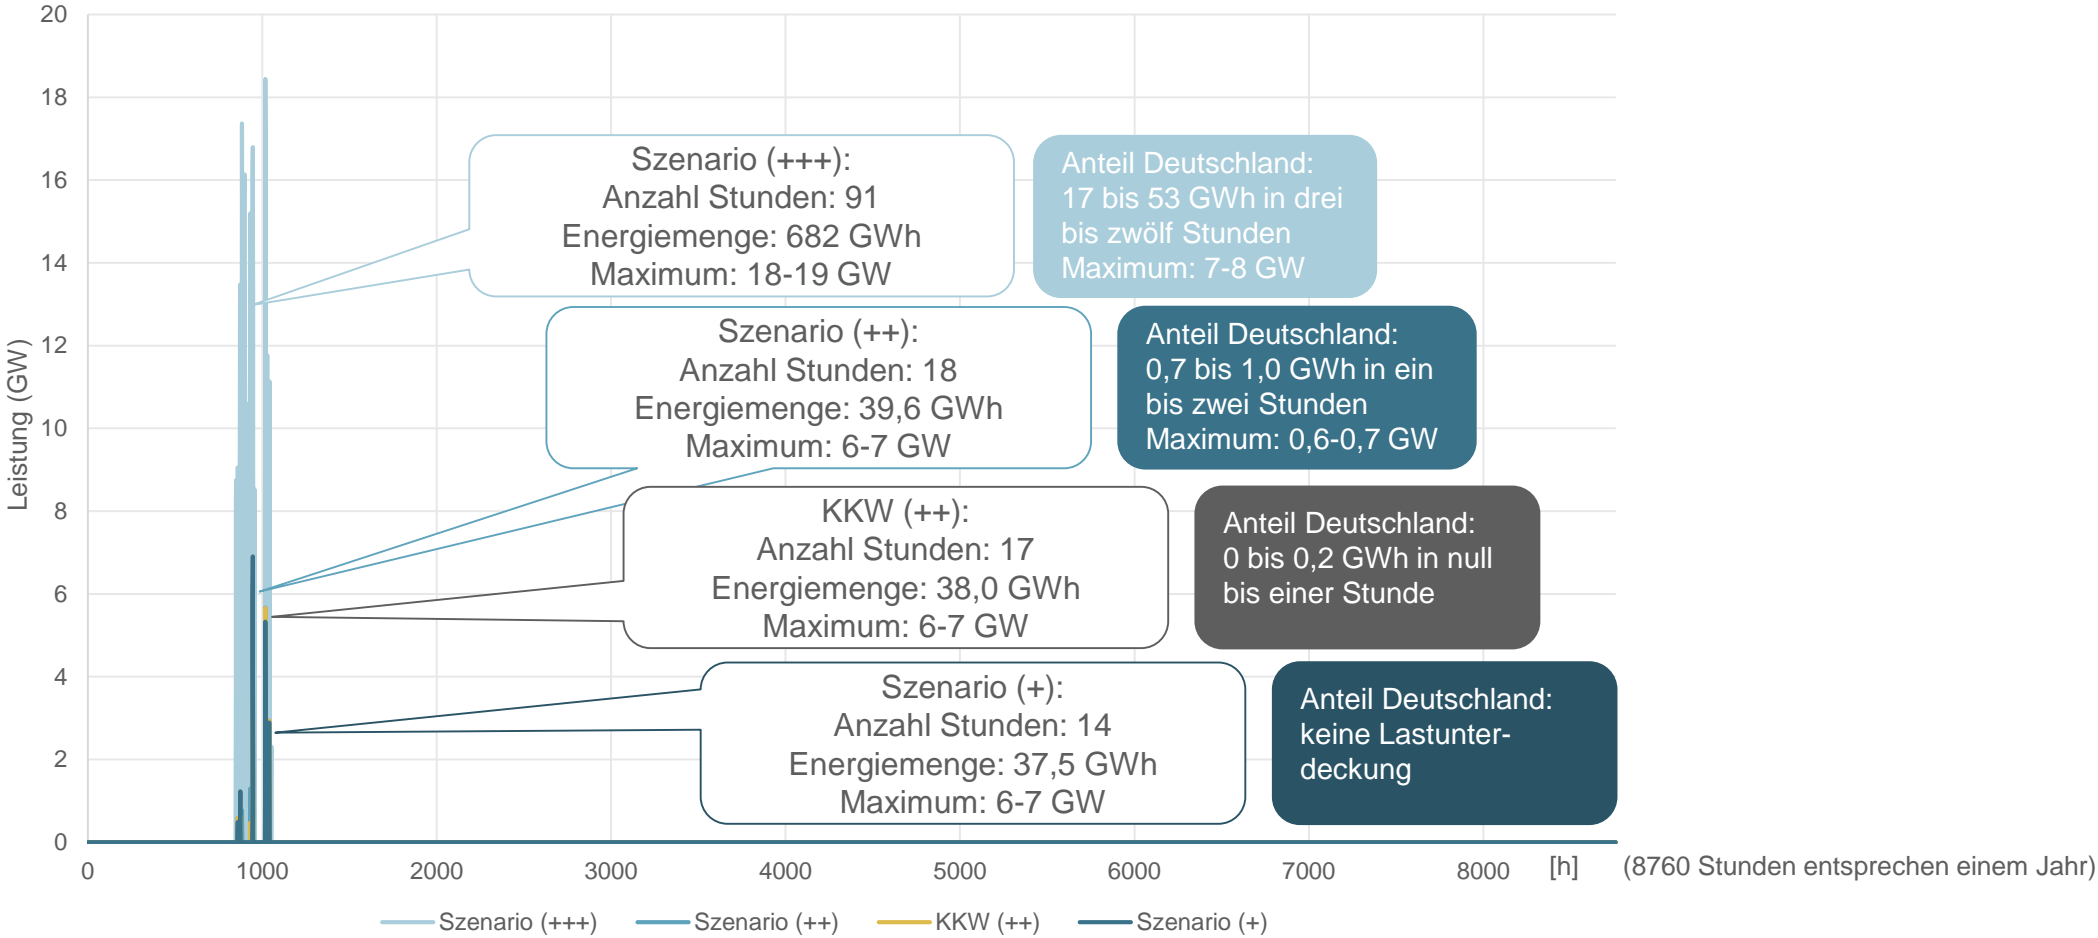 20
18
16
14
12
10
8
6
4
2
0
Leistung (GW)
Szenario (+++):
Anzahl Stunden: 91
Energiemenge: 682 GWh
Maximum: 18-19 GW
Anteil Deutschland:
17 bis 53 GWh in drei
bis zwölf Stunden
Maximum: 7-8 GW
Szenario (++):
Anzahl Stunden: 18
Energiemenge: 39,6 GWh
Maximum: 6-7 GW
Anteil Deutschland:
0,7 bis 1,0 GWh in ein
bis zwei Stunden
Maximum: 0,6-0,7 GW
KKW (++):
Anzahl Stunden: 17
Energiemenge: 38,0 GWh
Maximum: 6-7 GW
Anteil Deutschland:
0 bis 0,2 GWh in null
bis einer Stunde
Szenario (+):
Anzahl Stunden: 14
Energiemenge: 37,5 GWh
Maximum: 6-7 GW
Anteil Deutschland:
keine Lastunter-
deckung
0 1000 2000 3000 4000 5000 6000 7000 8000 [h] (8760 Stunden entsprechen einem Jahr)
Szenario (+++) Szenario (++) KKW (++) Szenario (+)